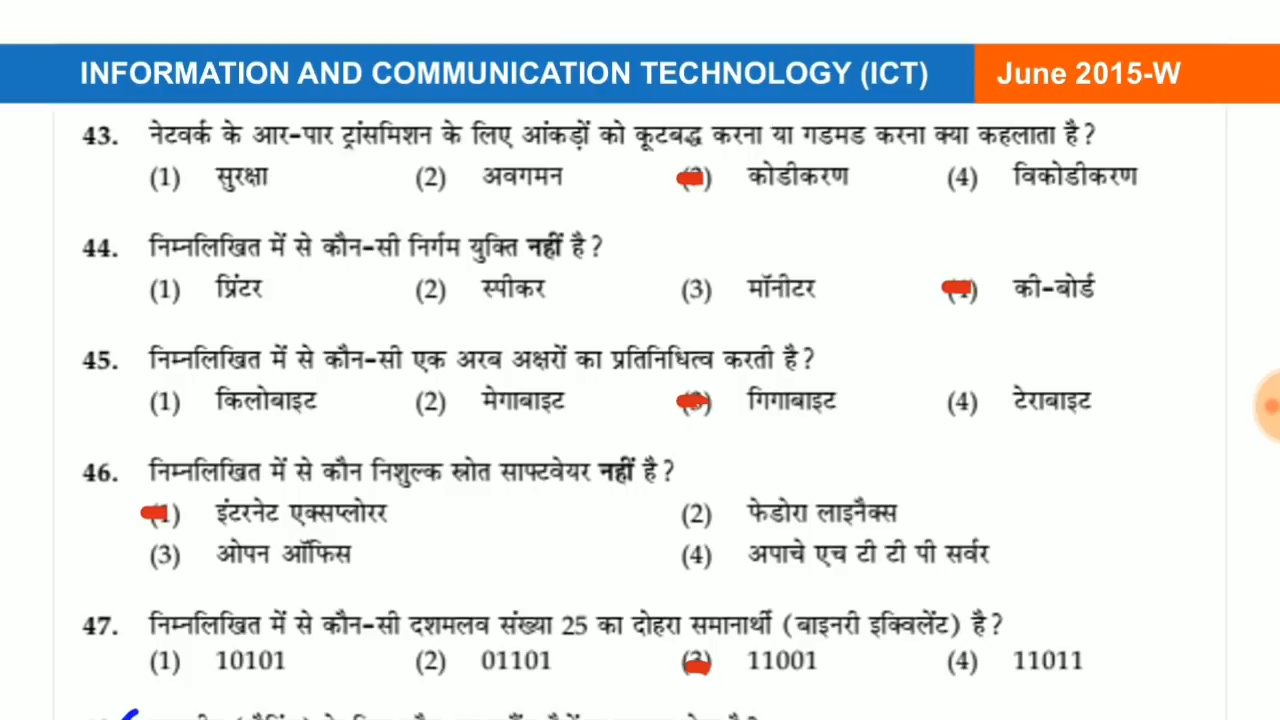 INFORMATION AND COMMUNICATION TECHNOLOGY (ICT) June 2015-W
43. नेटवर्क के आर-पार ट्रांसमिशन के लिए आंकड़ों को कूटबद्ध करना या गडमड करना क्या कहलाता है?
(1) सुरक्षा (2) अवगमन कोडीकरण (4) विकोडीकरण
44. निम्नलिखित में से कौन-सी निर्गम युक्ति नहीं है?
(1) प्रिंटर (2) स्पीकर (3) मॉनीटर की-बोर्ड
45. निम्नलिखित में से कौन-सी एक अरब अक्षरों का प्रतिनिधित्व करती है?
(1) किलोबाइट (2) मेगाबाइट (3) गिगाबाइट (4) टेराबाइट
46. निम्नलिखित में से कौन निशुल्क स्रोत साफ्टवेयर नहीं है?
(1) इंटरनेट एक्सप्लोरर (2) फेडोरा लाइनैक्स
(3) ओपन ऑफिस (4) अपाचे एच टी टी पी सर्वर
47. निम्नलिखित में से कौन-सी दशमलव संख्या 25 का दोहरा समानार्थी (बाइनरी इक्विलेंट) है?
(1) 10101 (2) 01101 (3) 11001 (4) 11011